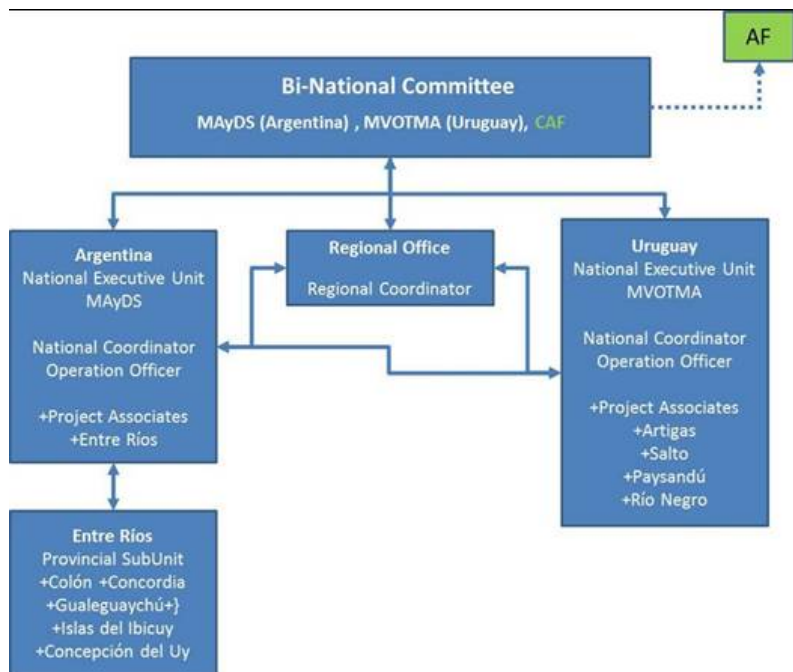 AF
Bi-National Committee
MAyDS (Argentina) , MVOTMA (Uruguay), CAF
Argentina
National Executive Unit
MAyDS
National Coordinator
Operation Officer
+Project Associates
+Entre Ríos
Regional Office
Regional Coordinator
Uruguay
National Executive Unit
MVOTMA
National Coordinator
Operation Officer
+Project Associates
+Artigas
+Salto
+Paysandú
+Río Negro
Entre Ríos
Provincial SubUnit
+Colón +Concordia
+Gualeguaychú+}
+Islas del Ibicuy
+Concepción del Uy